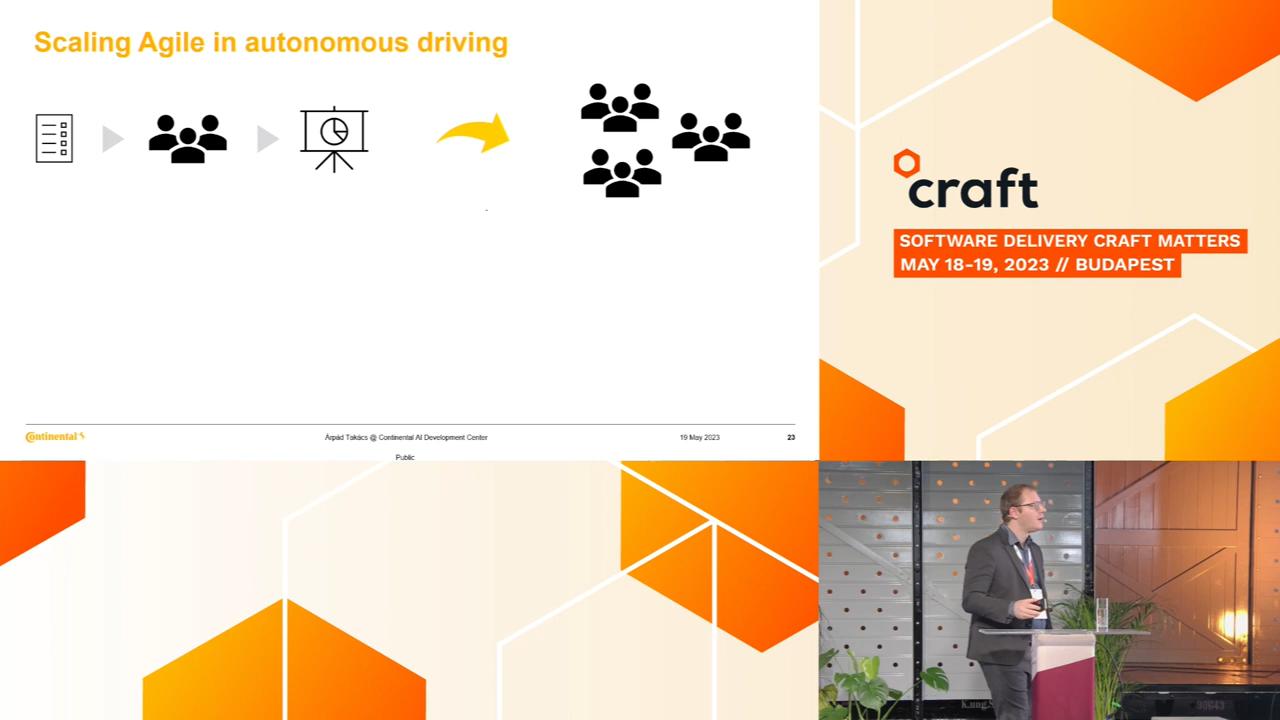 Scaling Agile in autonomous driving
Continental
Árpád Takács @ Continental AI Development Center
19 May 2023
23
Public
craft
SOFTWARE DELIVERY CRAFT MATTERS
MAY 18-19, 2023 // BUDAPEST